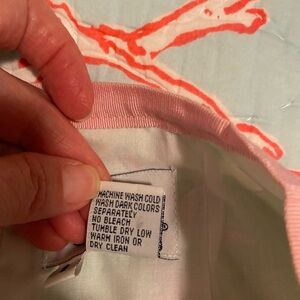 MACHINE WASH COLD
WASH DARK COLORS
SEPARATELY
NO BLEACH
TUMBLE DRY LOW
WARM IRON OR
DRY CLEAN